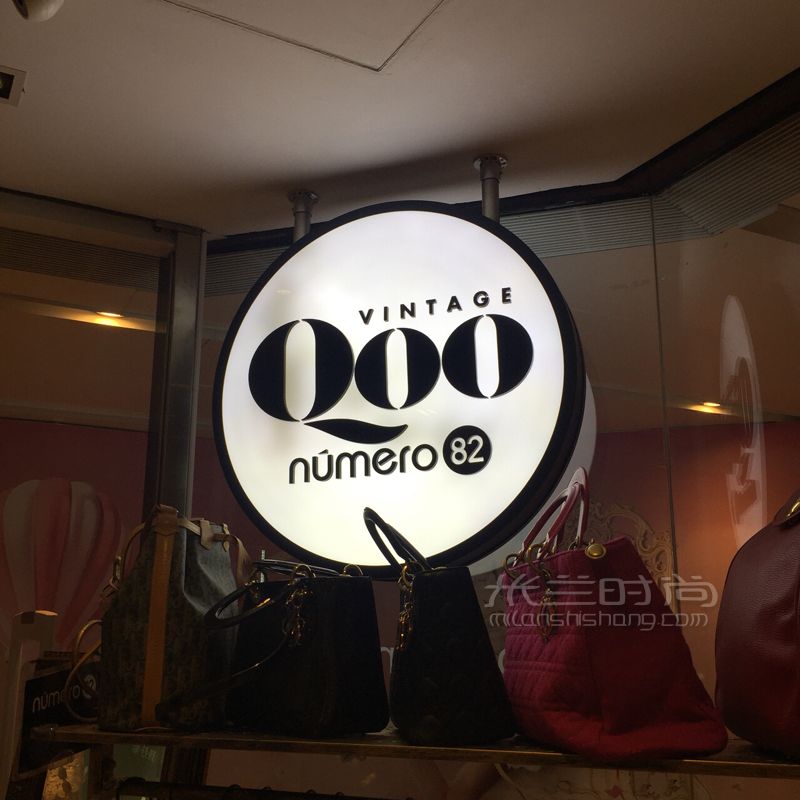 VINTAGE
QOO
número 82
米兰时尚
milanshishang.com
número